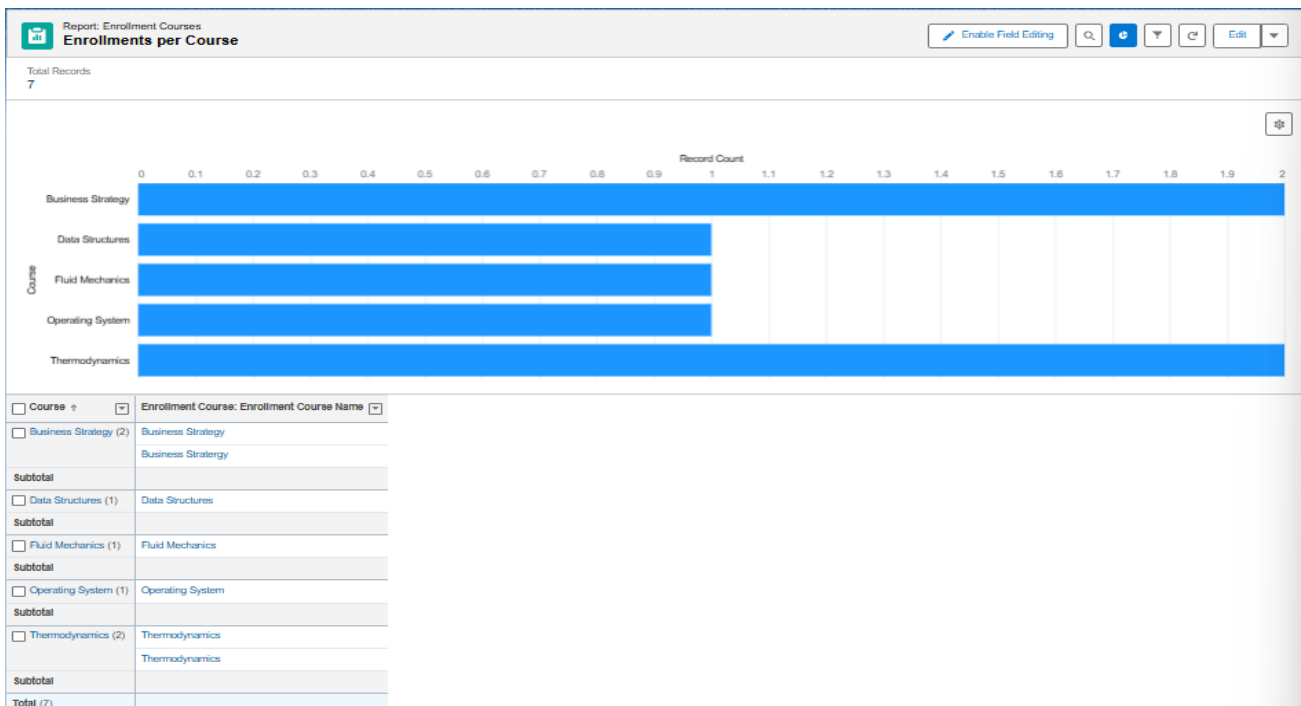 Report: Enrollment Courses
Enrollments per Course
Enable Field Editing
Edit
Total Records
7
Record Count
0 0.1 0.2 0.3 0.4 0.5 0.6 0.7 0.8 0.9 1 1.1 1.2 1.3 1.4 1.5 1.6 1.7 1.8 1.9 2
Course
Business Strategy
Data Structures
Fluid Mechanics
Operating System
Thermodynamics
Course ↑ Enrollment Course: Enrollment Course Name
Business Strategy (2) Business Strategy
Business Stratergy
Subtotal
Data Structures (1) Data Structures
Subtotal
Fluid Mechanics (1) Fluid Mechanics
Subtotal
Operating System (1) Operating System
Subtotal
Thermodynamics (2) Thermodynamics
Thermodynamics
Subtotal
Total (7)